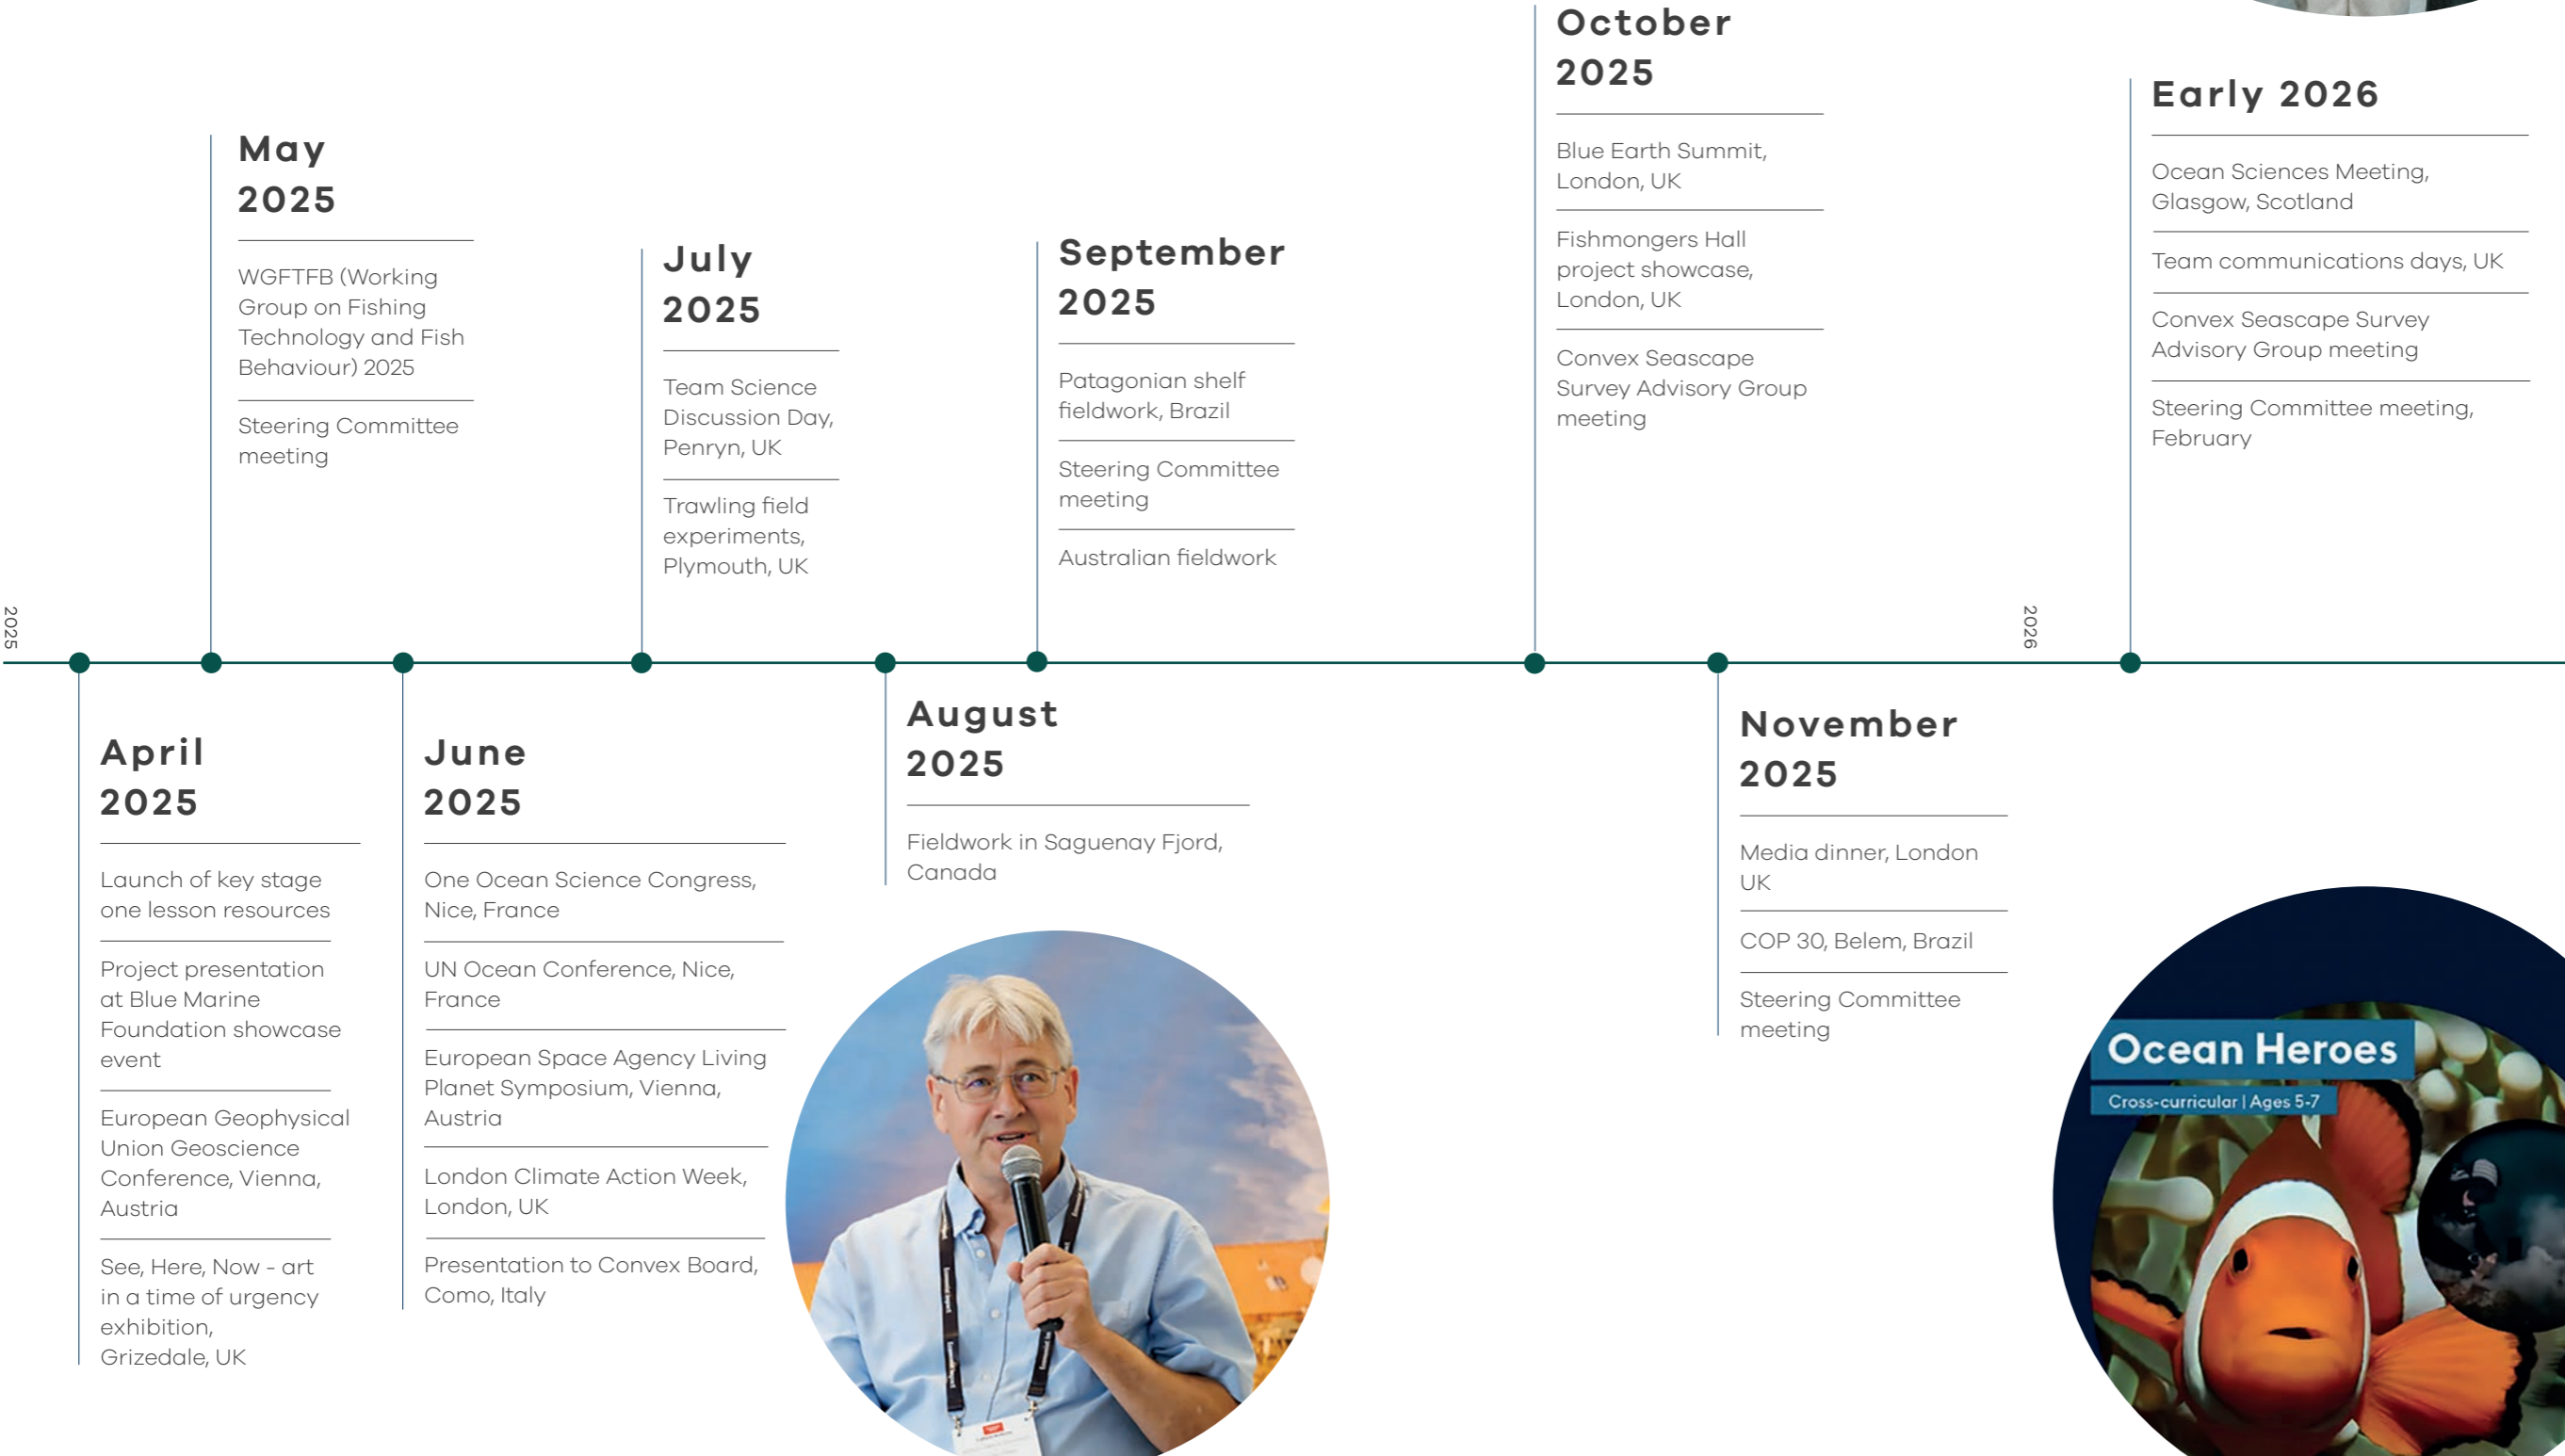 2025
April
2025
Launch of key stage
one lesson resources
Project presentation
at Blue Marine
Foundation showcase
event
European Geophysical
Union Geoscience
Conference, Vienna,
Austria
See, Here, Now - art
in a time of urgency
exhibition,
Grizedale, UK
May
2025
WGFTFB (Working
Group on Fishing
Technology and Fish
Behaviour) 2025
Steering Committee
meeting
June
2025
One Ocean Science Congress,
Nice, France
UN Ocean Conference, Nice,
France
European Space Agency Living
Planet Symposium, Vienna,
Austria
London Climate Action Week,
London, UK
Presentation to Convex Board,
Como, Italy
July
2025
Team Science
Discussion Day,
Penryn, UK
Trawling field
experiments,
Plymouth, UK
August
2025
Fieldwork in Saguenay Fjord,
Canada
September
2025
Patagonian shelf
fieldwork, Brazil
Steering Committee
meeting
Australian fieldwork
October
2025
Blue Earth Summit,
London, UK
Fishmongers Hall
project showcase,
London, UK
Convex Seascape
Survey Advisory Group
meeting
November
2025
Media dinner, London
UK
COP 30, Belem, Brazil
Steering Committee
meeting
2026
Early 2026
Ocean Sciences Meeting,
Glasgow, Scotland
Team communications days, UK
Convex Seascape Survey
Advisory Group meeting
Steering Committee meeting,
February
Ocean Heroes
Cross-curricular | Ages 5-7